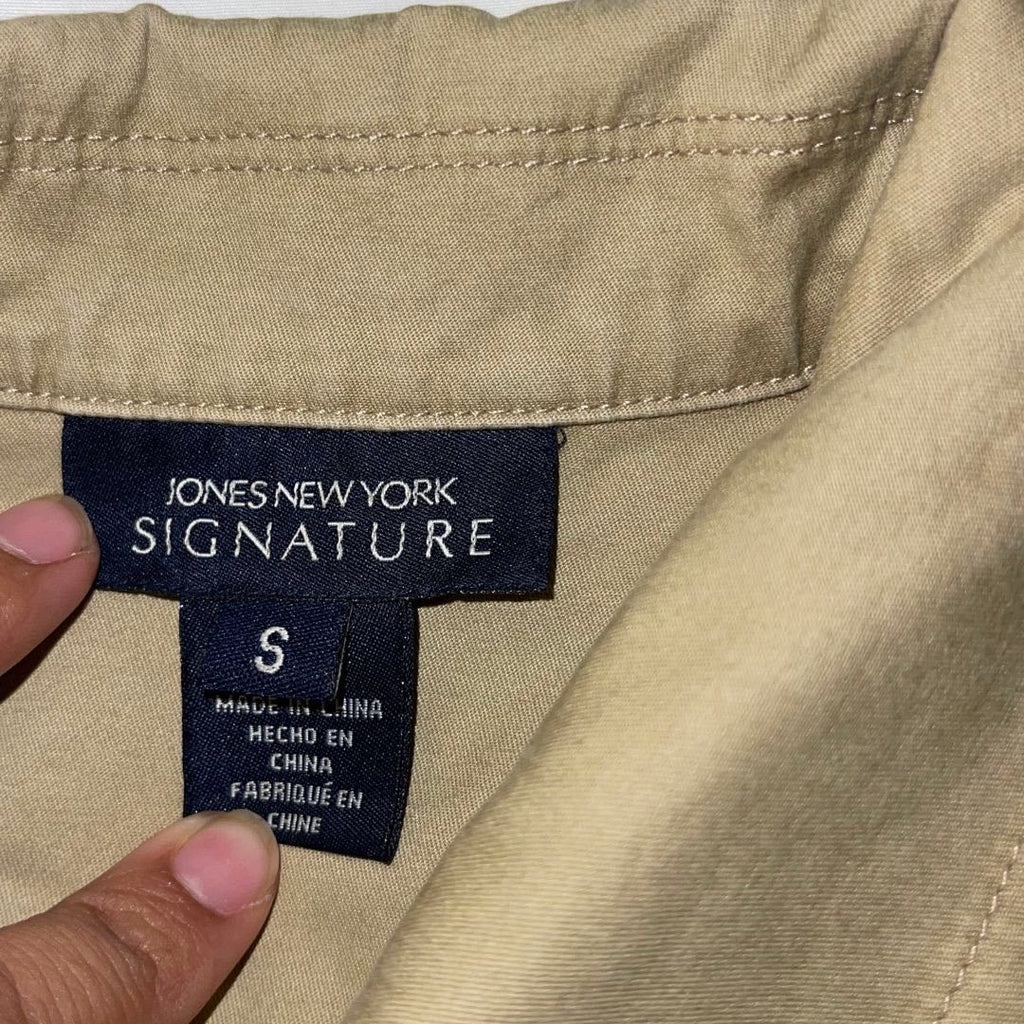 JONES NEW YORK
SIGNATURE
S
MADE IN CHINA
HECHO EN
CHINA
FABRIQUÉ EN
CHINE